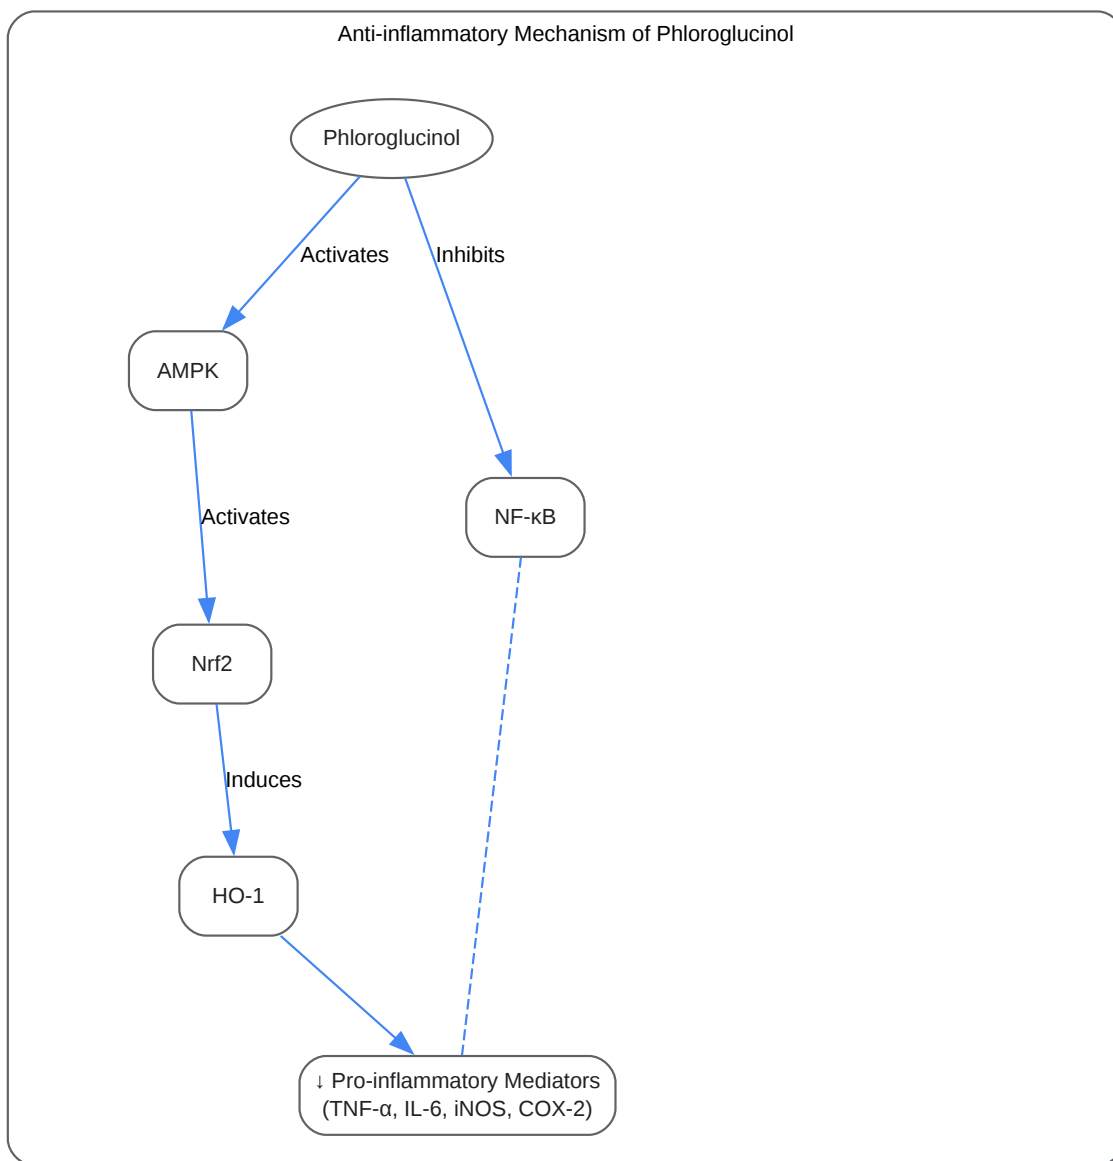 Anti-inflammatory Mechanism of Phloroglucinol
Phloroglucinol
Activates
Inhibits
AMPK
Activates
NF-κB
Nrf2
Induces
HO-1
↓ Pro-inflammatory Mediators
(TNF-α, IL-6, iNOS, COX-2)